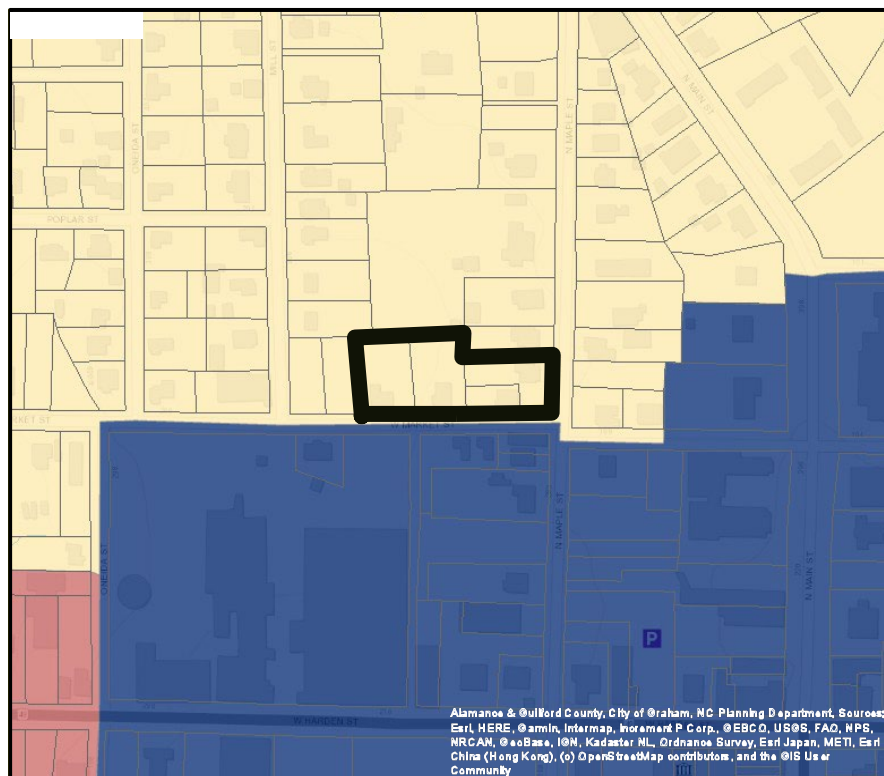 MILL ST
N MAIN ST
ONEIDA ST
N MAPLE ST
POPLAR ST
W MARKET ST
N MAPLE ST
ONEIDA ST
N MAIN ST
P
W HARDEN ST
Alamance & Guilford County, City of Graham, NC Planning Department, Sources:
Esri, HERE, Garmin, Intermap, Increment P Corp., GEBCO, USGS, FAO, NPS,
NRCAN, GeoBase, IGN, Kadaster NL, Ordnance Survey, Esri Japan, METI, Esri
China (Hong Kong), (c) OpenStreetMap contributors, and the GIS User
Community